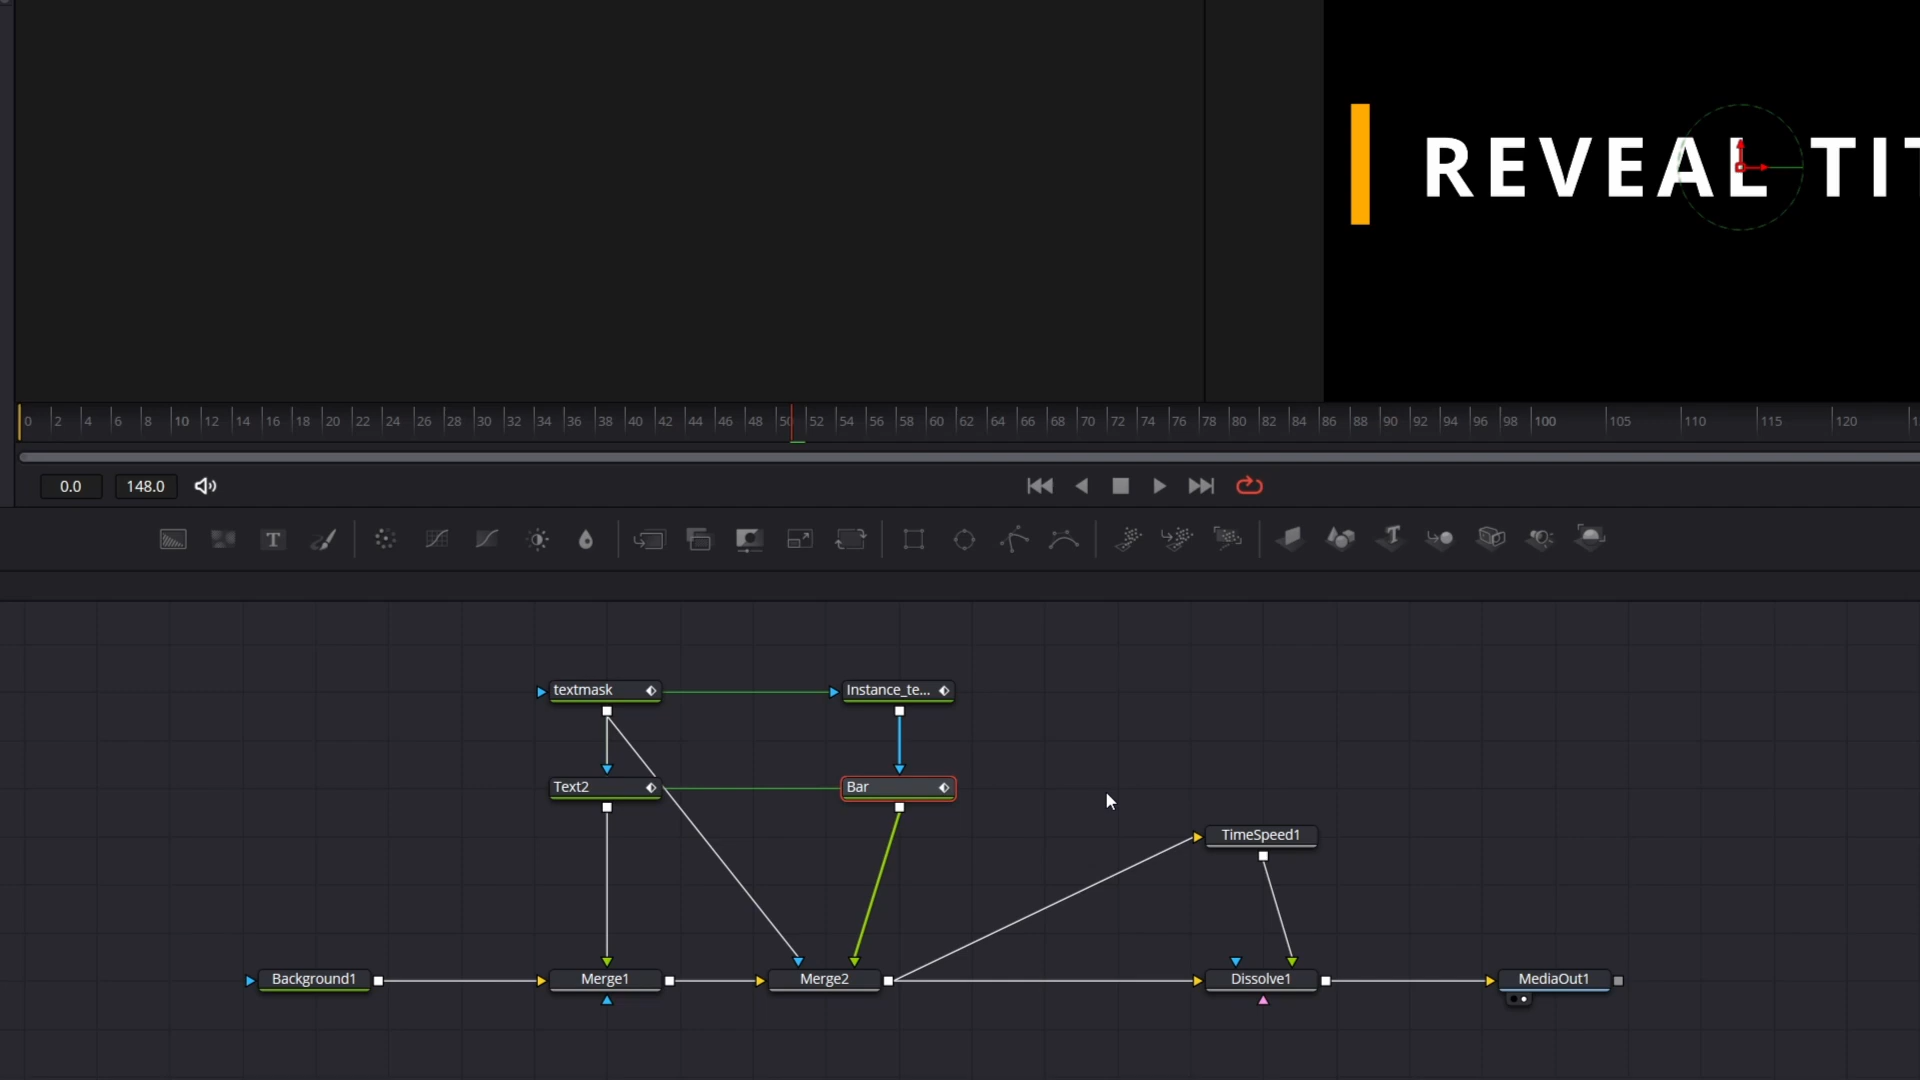 REVEAL TIT
0 2 4 6 8 10 12 14 16 18 20 22 24 26 28 30 32 34 36 38 40 42 44 46 48 50 52 54 56 58 60 62 64 66 68 70 72 74 76 78 80 82 84 86 88 90 92 94 96 98 100 105 110 115 120 1
0.0 148.0
T T
textmask Instance_te...
Text2 Bar
TimeSpeed1
Background1 Merge1 Merge2 Dissolve1 MediaOut1